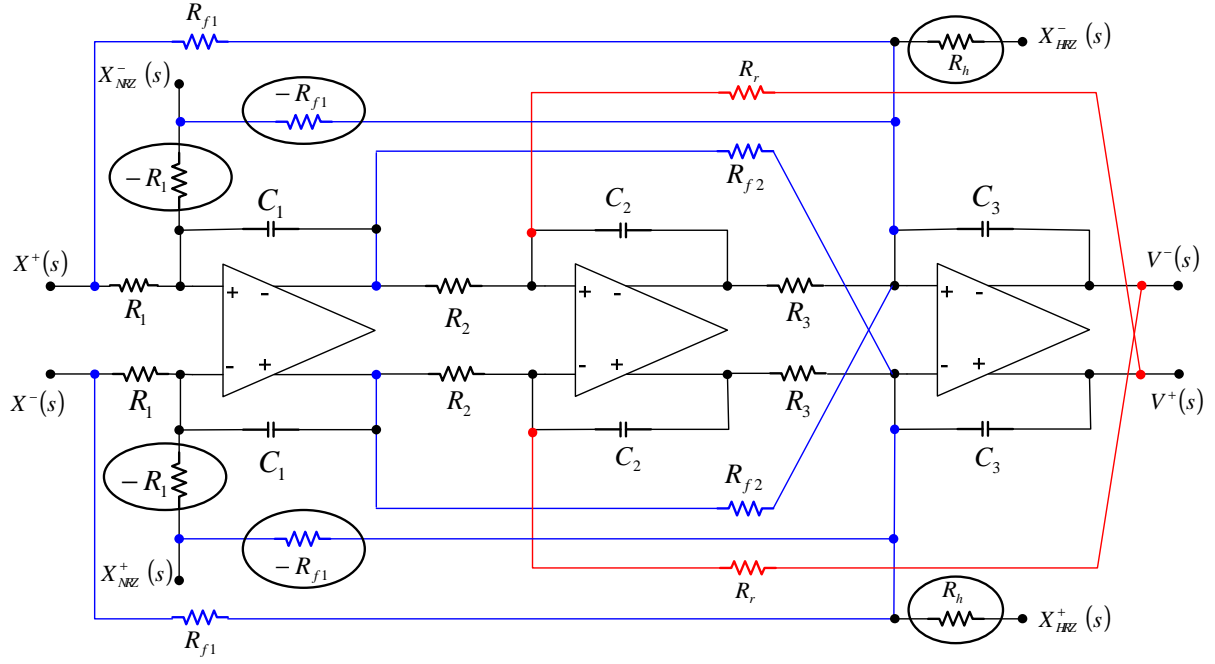 R_{f1}
X^-_{HRZ}(s)
R_h
X^-_{NRZ}(s)
R_r
-R_{f1}
-R_1
R_{f2}
C_1
C_2
C_3
X^+(s)
V^-(s)
+ -
+ -
+ -
R_1
R_2
R_3
- +
- +
- +
R_1
R_2
R_3
X^-(s)
V^+(s)
C_1
C_2
C_3
-R_1
R_{f2}
-R_{f1}
X^+_{NRZ}(s)
R_r
R_h
X^+_{HRZ}(s)
R_{f1}